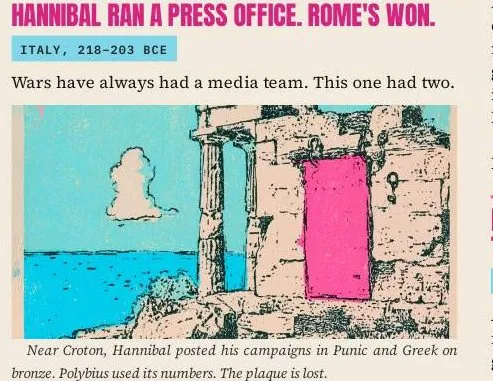 HANNIBAL RAN A PRESS OFFICE. ROME'S WON.
ITALY, 218–203 BCE
Wars have always had a media team. This one had two.
Near Croton, Hannibal posted his campaigns in Punic and Greek on
bronze. Polybius used its numbers. The plaque is lost.